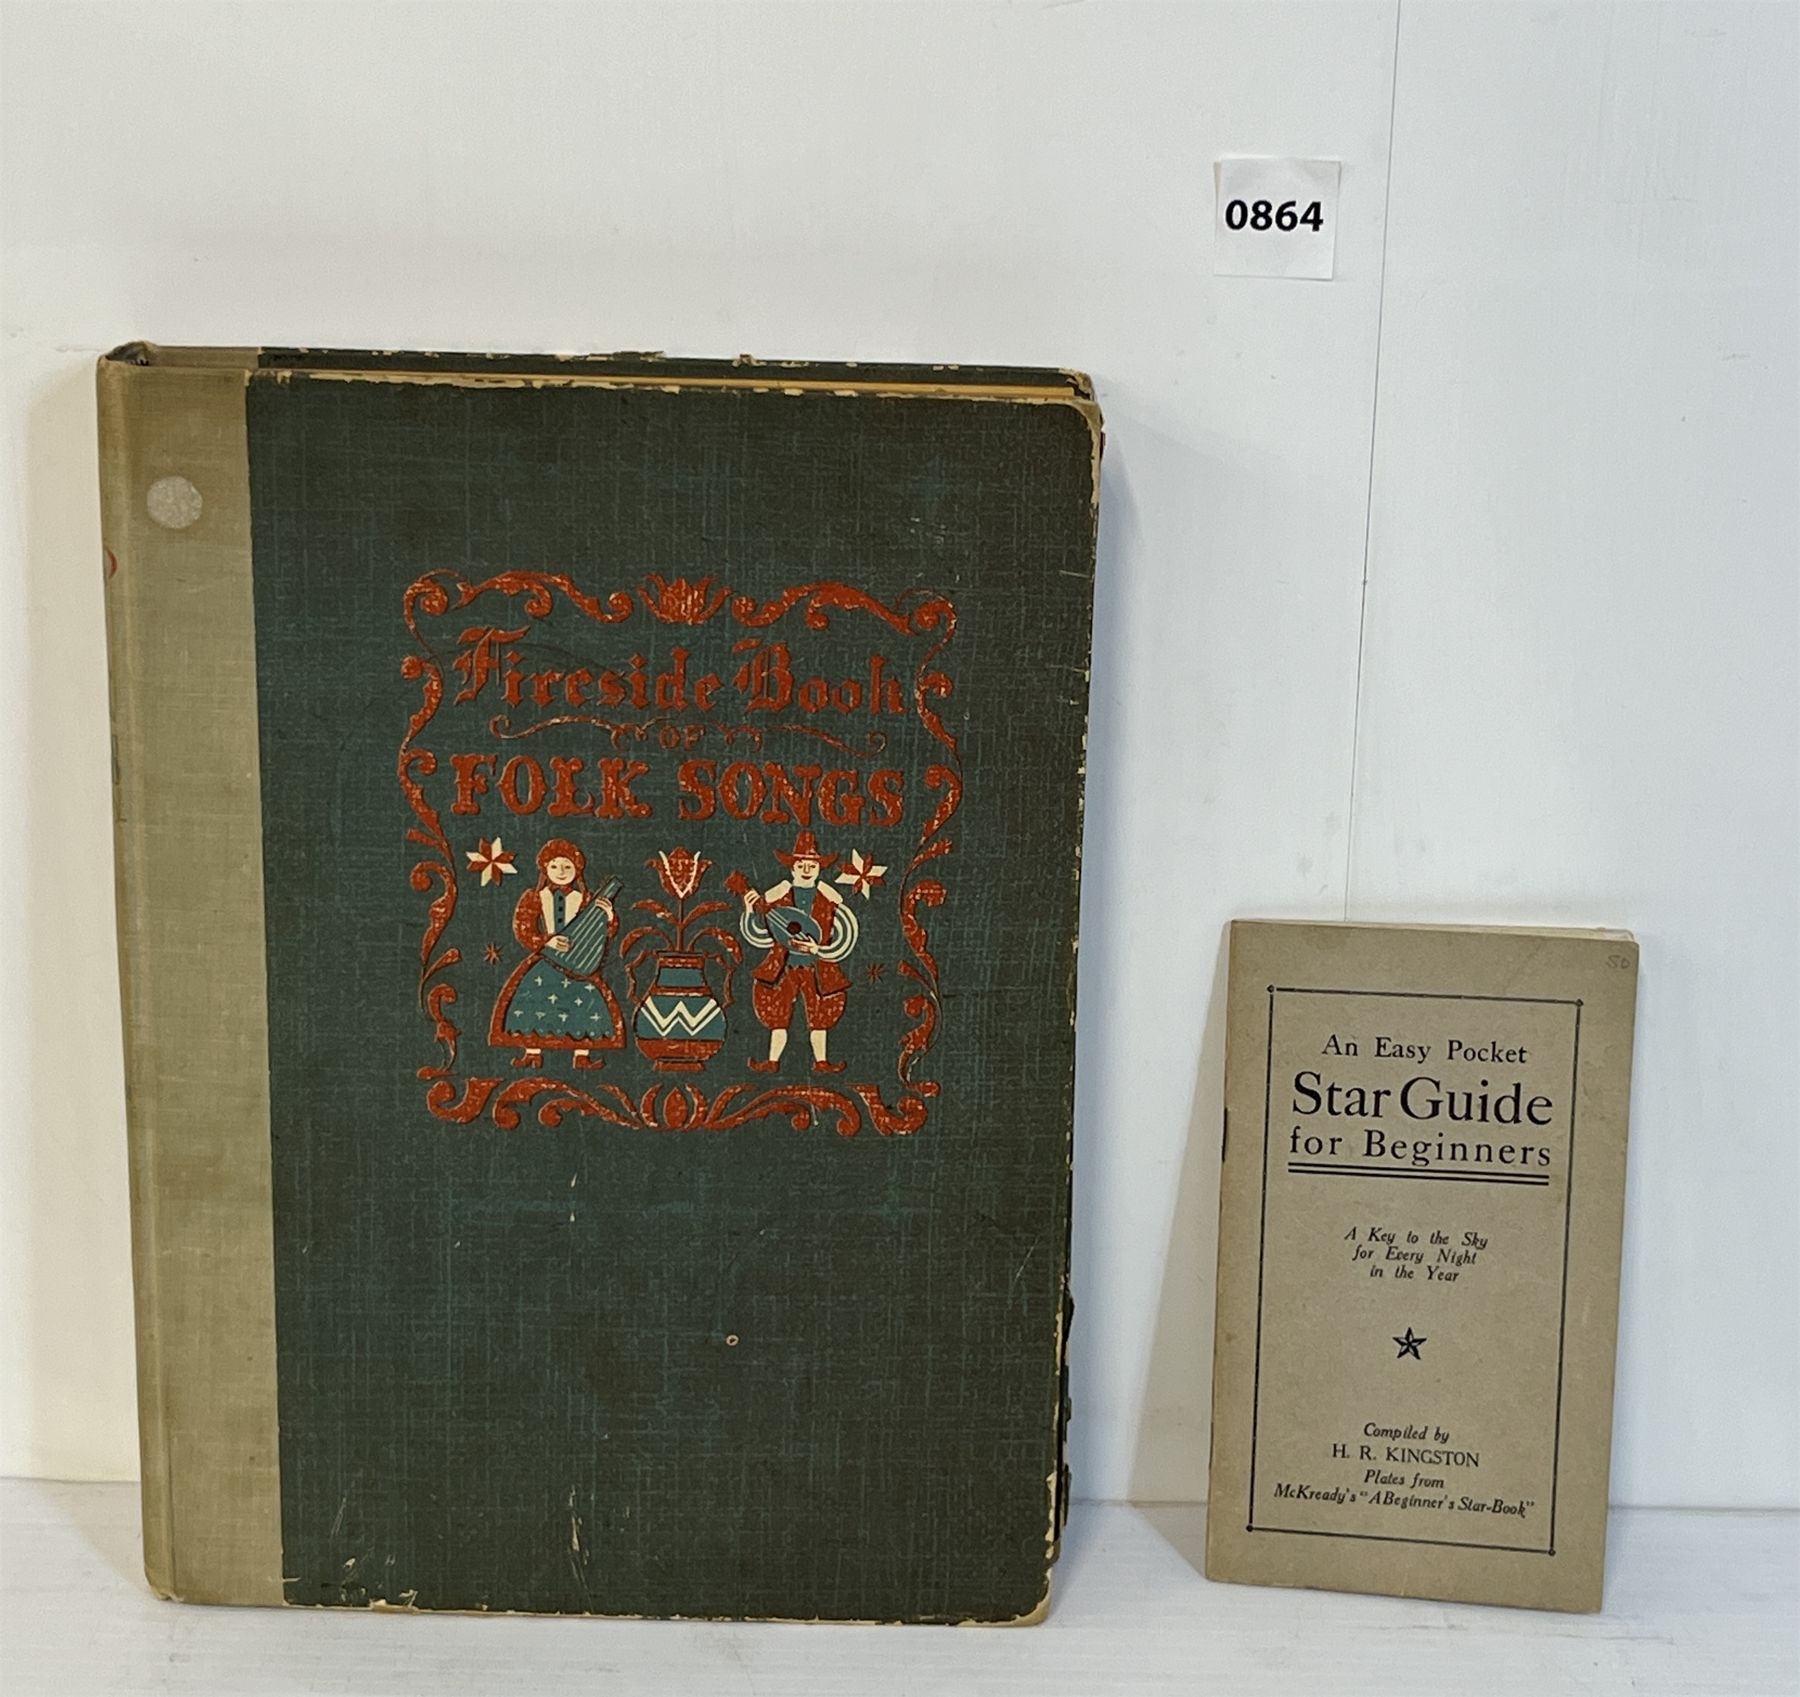 0864
Fireside Book
OF
FOLK SONGS
50
An Easy Pocket
Star Guide
for Beginners
A Key to the Sky
for Every Night
in the Year
Compiled by
H. R. KINGSTON
Plates from
McKready's "A Beginner's Star-Book"